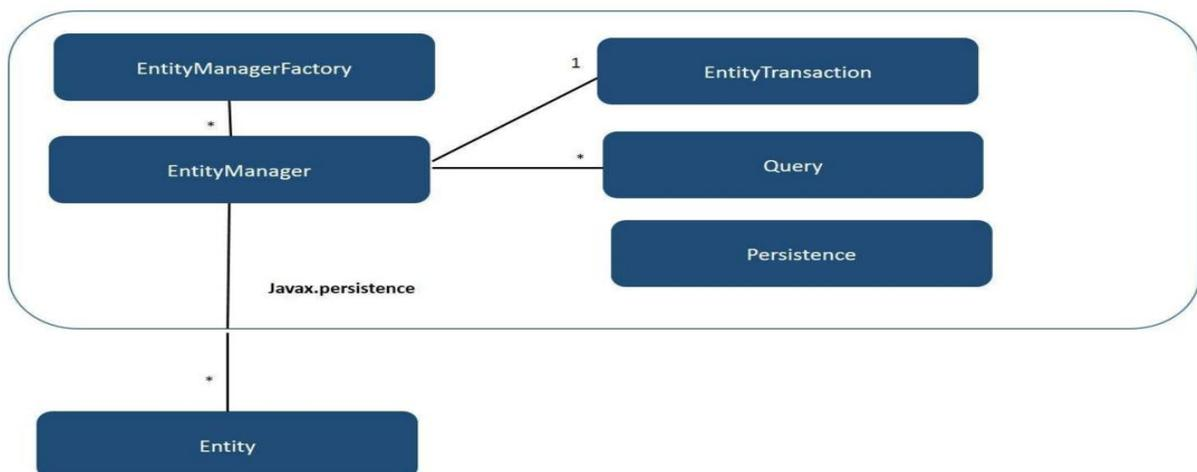 EntityManagerFactory
1
EntityTransaction
*
EntityManager
*
Query
Persistence
Javax.persistence
*
Entity